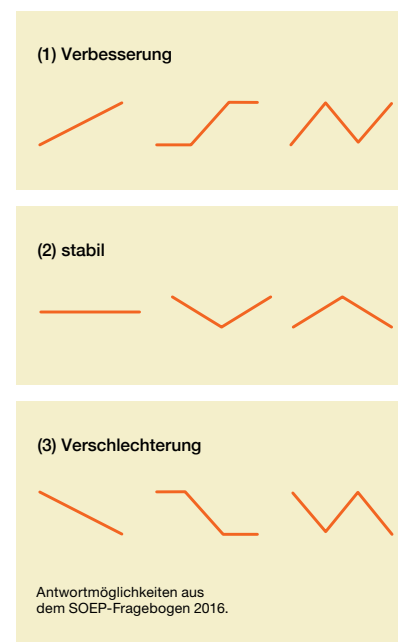 (1) Verbesserung
(2) stabil
(3) Verschlechterung
Antwortmöglichkeiten aus
dem SOEP-Fragebogen 2016.